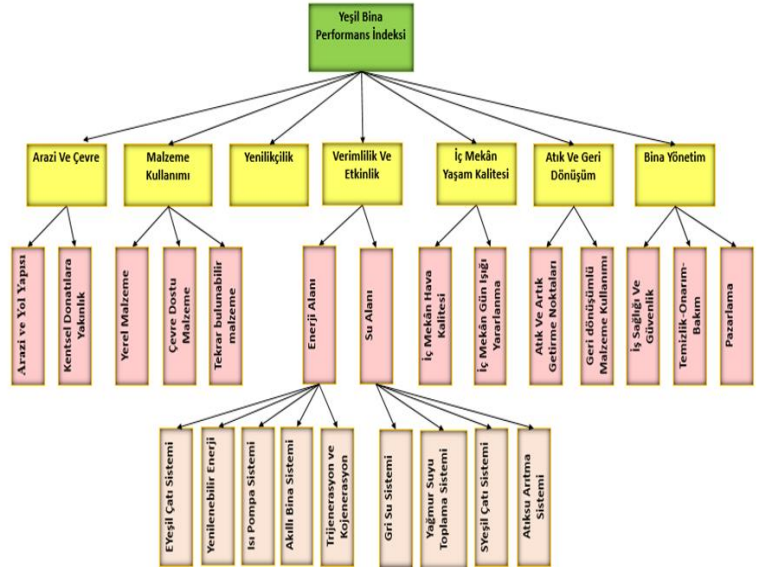 Yeşil Bina
Performans İndeksi
Arazi Ve Çevre
Malzeme
Kullanımı
Yenilikçilik
Verimlilik Ve
Etkinlik
İç Mekân
Yaşam Kalitesi
Atık Ve Geri
Dönüşüm
Bina Yönetim
Arazi ve Yol Yapısı
Kentsel Donatılara
Yakınlık
Yerel Malzeme
Çevre Dostu
Malzeme
Tekrar bulunabilir
malzeme
Enerji Alanı
Su Alanı
İç Mekân Hava
Kalitesi
İç Mekân Gün Işığı
Yararlanma
Atık Ve Artık
Getirme Noktaları
Geri dönüşümlü
Malzeme Kullanımı
İş Sağlığı Ve
Güvenlik
Temizlik-Onarım-
Bakım
Pazarlama
EYeşil Çatı Sistemi
Yenilenebilir Enerji
Isı Pompa Sistemi
Akıllı Bina Sistemi
Trijenerasyon ve
Kojenerasyon
Gri Su Sistemi
Yağmur Suyu
Toplama Sistemi
SYeşil Çatı Sistemi
Atıksu Arıtma
Sistemi